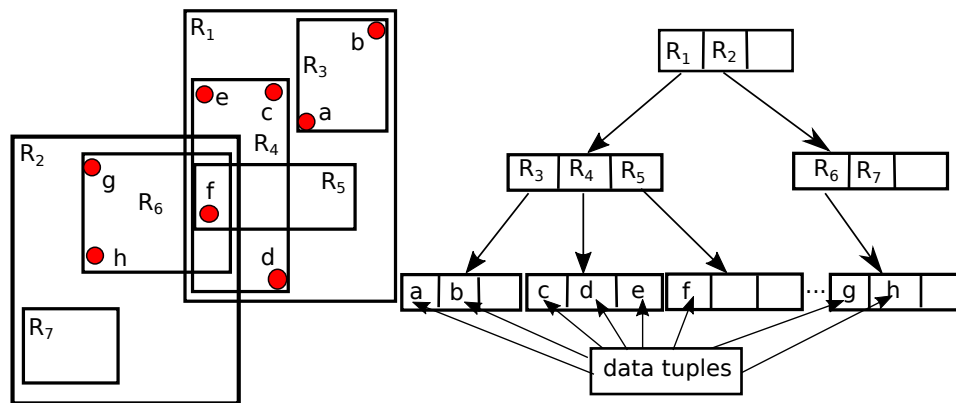 R1
b
R3
e
c
a
R4
R2
g
f
R5
R6
h
d
R7
R1 R2
R3 R4 R5
R6 R7
a b
c d e
f
...
g h
data tuples